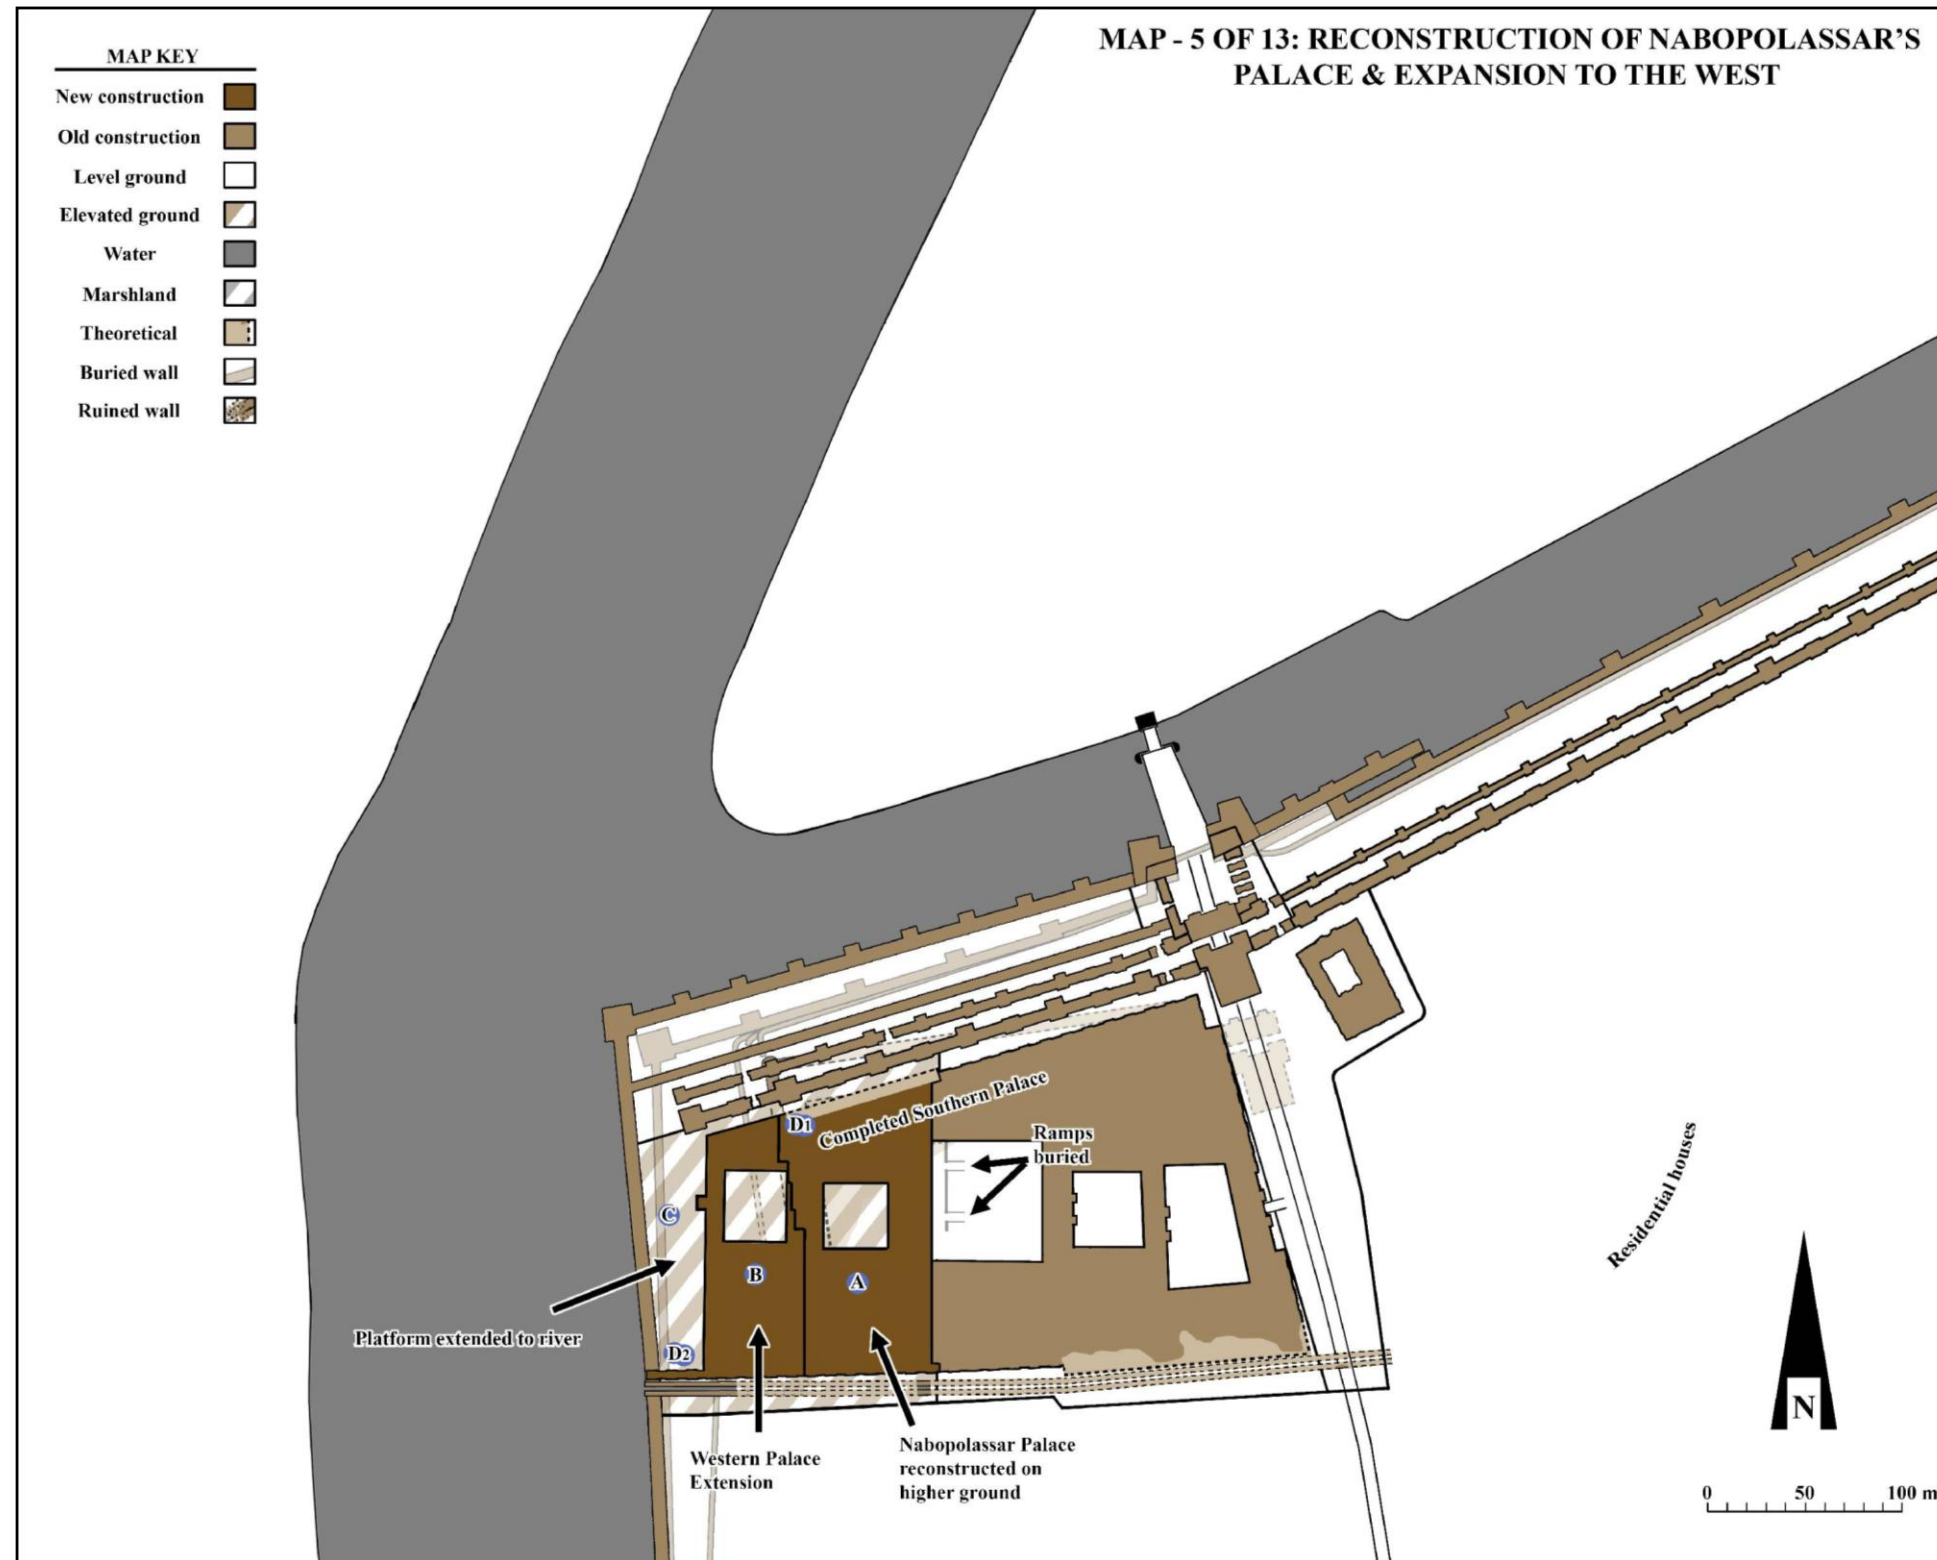 MAP - 5 OF 13: RECONSTRUCTION OF NABOPOLASSAR'S
PALACE & EXPANSION TO THE WEST
MAP KEY
New construction
Old construction
Level ground
Elevated ground
Water
Marshland
Theoretical
Buried wall
Ruined wall
D1
Completed Southern Palace
Ramps
buried
Residential houses
C
B
A
Platform extended to river
D2
Western Palace
Extension
Nabopolassar Palace
reconstructed on
higher ground
N
0 50 100 m